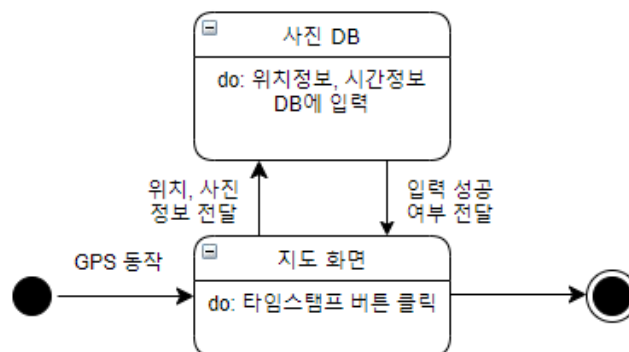 사진 DB
do: 위치정보, 시간정보
DB에 입력
위치, 사진
정보 전달
입력 성공
여부 전달
GPS 동작
지도 화면
do: 타임스탬프 버튼 클릭